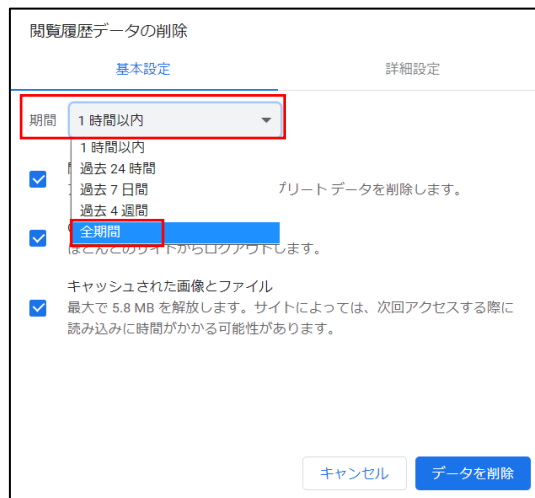 閲覧履歴データの削除
基本設定
詳細設定
期間
1 時間以内
1 時間以内
過去 24 時間
過去 7 日間
プリート データを削除します。
過去 4 週間
全期間
ほとんどのサイトからログアウトします。
キャッシュされた画像とファイル
最大で 5.8 MB を解放します。サイトによっては、次回アクセスする際に
読み込みに時間がかかる可能性があります。
キャンセル
データを削除